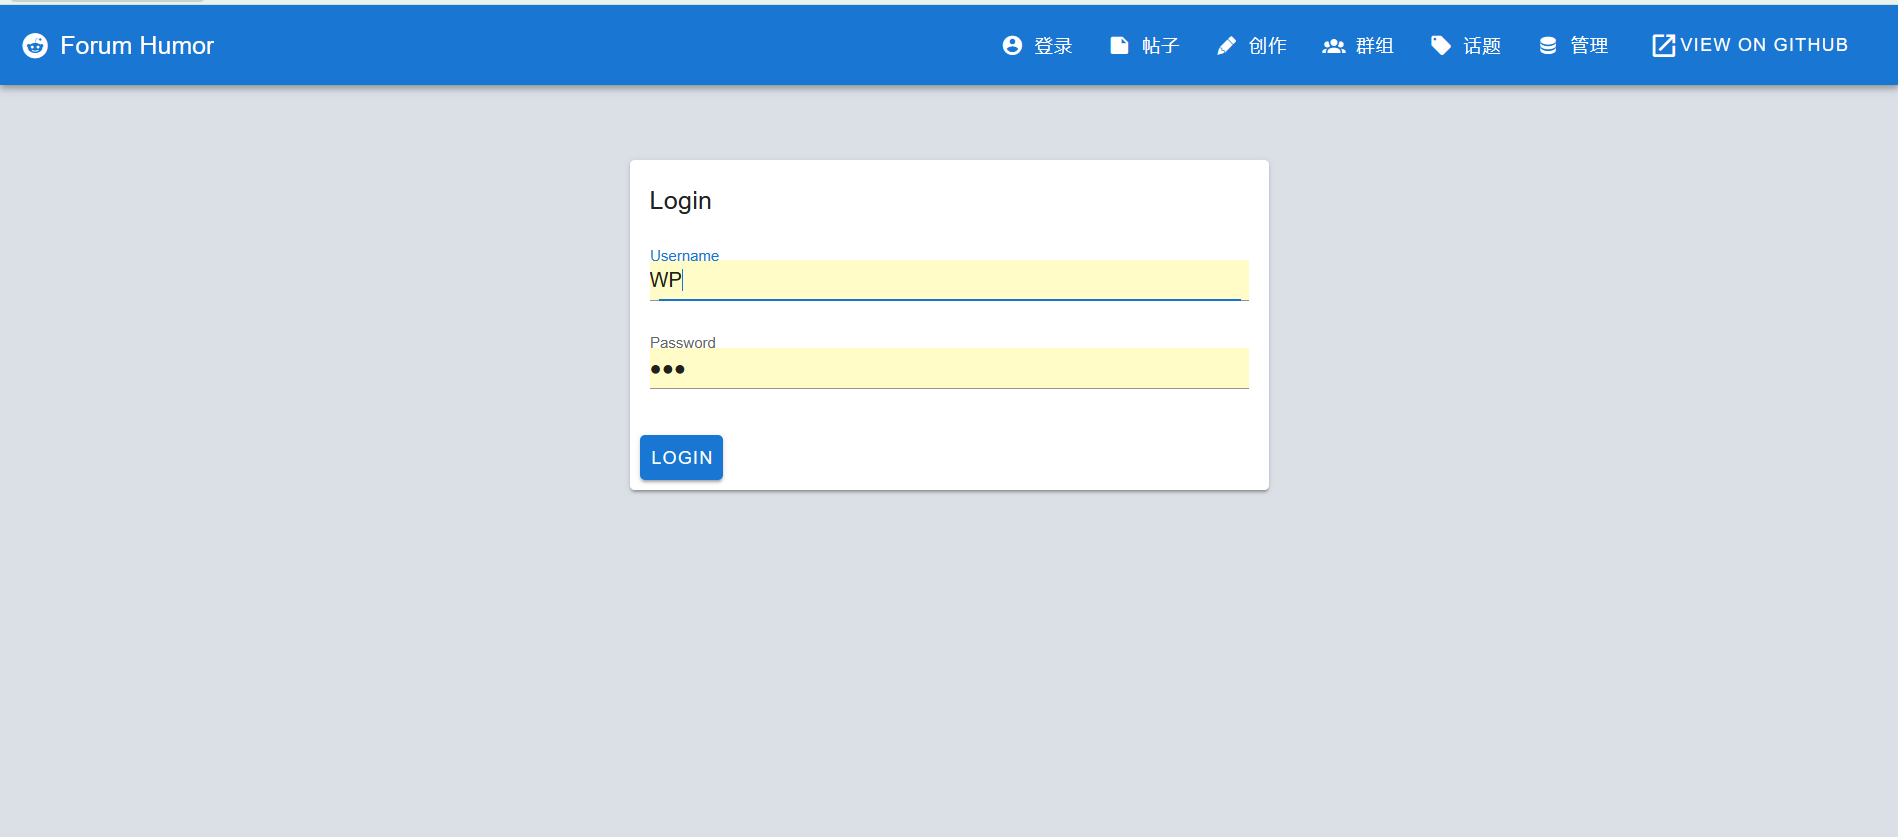 Forum Humor 登录 帖子 创作 群组 话题 管理 VIEW ON GITHUB
Login
Username
WP
Password
●●●
LOGIN